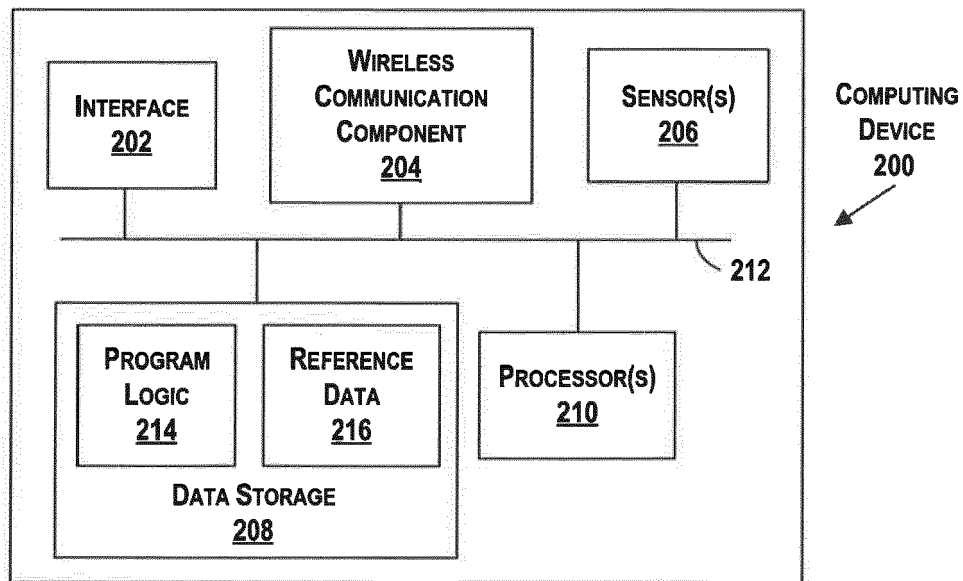 INTERFACE
202
WIRELESS
COMMUNICATION
COMPONENT
204
SENSOR(S)
206
COMPUTING
DEVICE
200
212
PROGRAM
LOGIC
214
REFERENCE
DATA
216
DATA STORAGE
208
PROCESSOR(S)
210